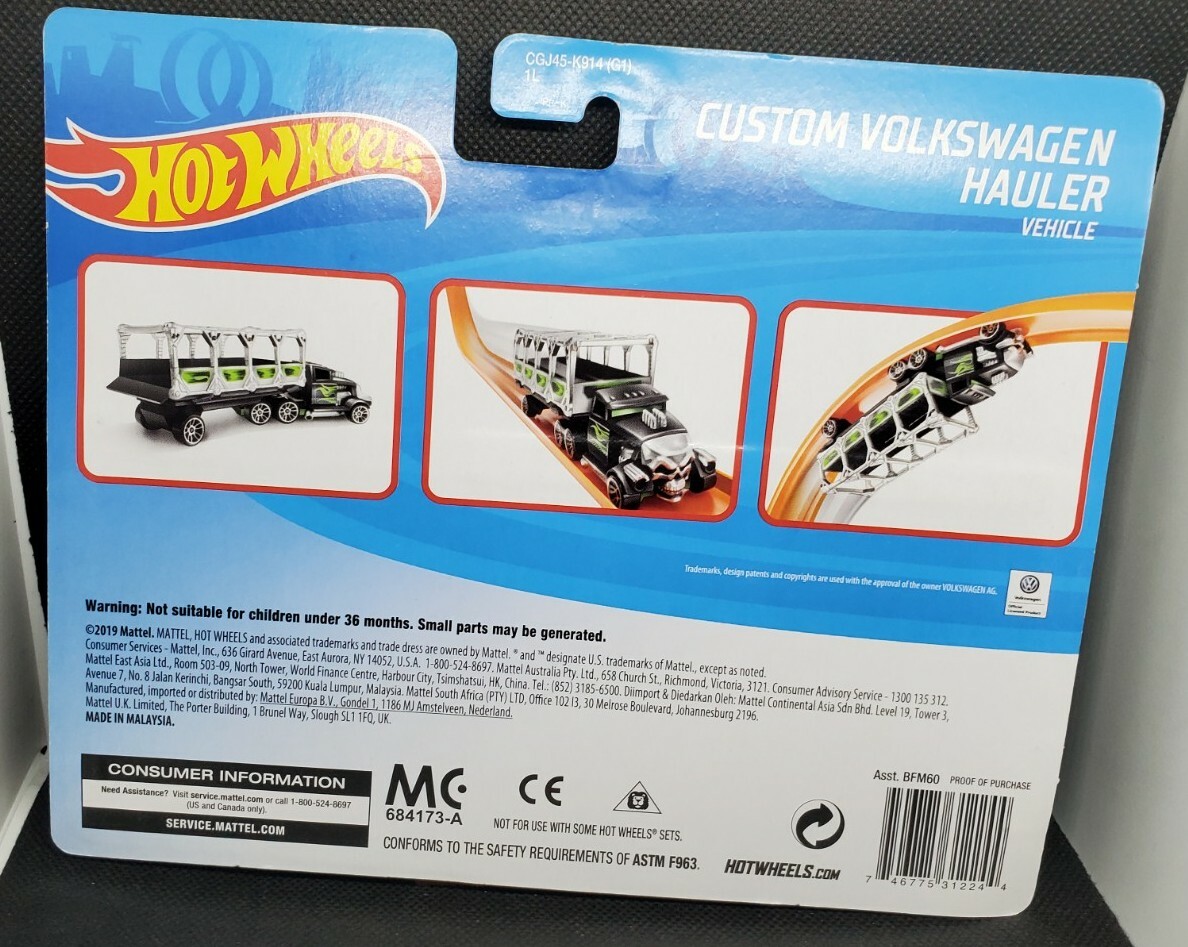 CGJ45-K914 (G1)
1L
HOT WHEELS
CUSTOM VOLKSWAGEN
HAULER
VEHICLE
Trademarks, design patents and copyrights are used with the approval of the owner VOLKSWAGEN AG.
Volkswagen
Warning: Not suitable for children under 36 months. Small parts may be generated.
©2019 Mattel. MATTEL, HOT WHEELS and associated trademarks and trade dress are owned by Mattel. ® and ™ designate U.S. trademarks of Mattel., except as noted.
Consumer Services - Mattel, Inc., 636 Girard Avenue, East Aurora, NY 14052, U.S.A. 1-800-524-8697. Mattel Australia Pty. Ltd., 658 Church St., Richmond, Victoria, 3121. Consumer Advisory Service - 1300 135 312.
Mattel East Asia Ltd., Room 503-09, North Tower, World Finance Centre, Harbour City, Tsimshatsui, HK, China. Tel.: (852) 3185-6500. Diimport & Diedarkan Oleh: Mattel Continental Asia Sdn Bhd. Level 19, Tower 3,
Avenue 7, No. 8 Jalan Kerinchi, Bangsar South, 59200 Kuala Lumpur, Malaysia. Mattel South Africa (PTY) LTD, Office 102 I3, 30 Melrose Boulevard, Johannesburg 2196.
Manufactured, imported or distributed by: Mattel Europa B.V., Gondel 1, 1186 MJ Amstelveen, Nederland.
Mattel U.K. Limited, The Porter Building, 1 Brunel Way, Slough SL1 1FQ, UK.
MADE IN MALAYSIA.
CONSUMER INFORMATION
Need Assistance? Visit service.mattel.com or call 1-800-524-8697
(US and Canada only).
SERVICE.MATTEL.COM
MC
684173-A
CE
NOT FOR USE WITH SOME HOT WHEELS® SETS.
CONFORMS TO THE SAFETY REQUIREMENTS OF ASTM F963.
HOTWHEELS.COM
Asst. BFM60 PROOF OF PURCHASE
7 46775 31224 4